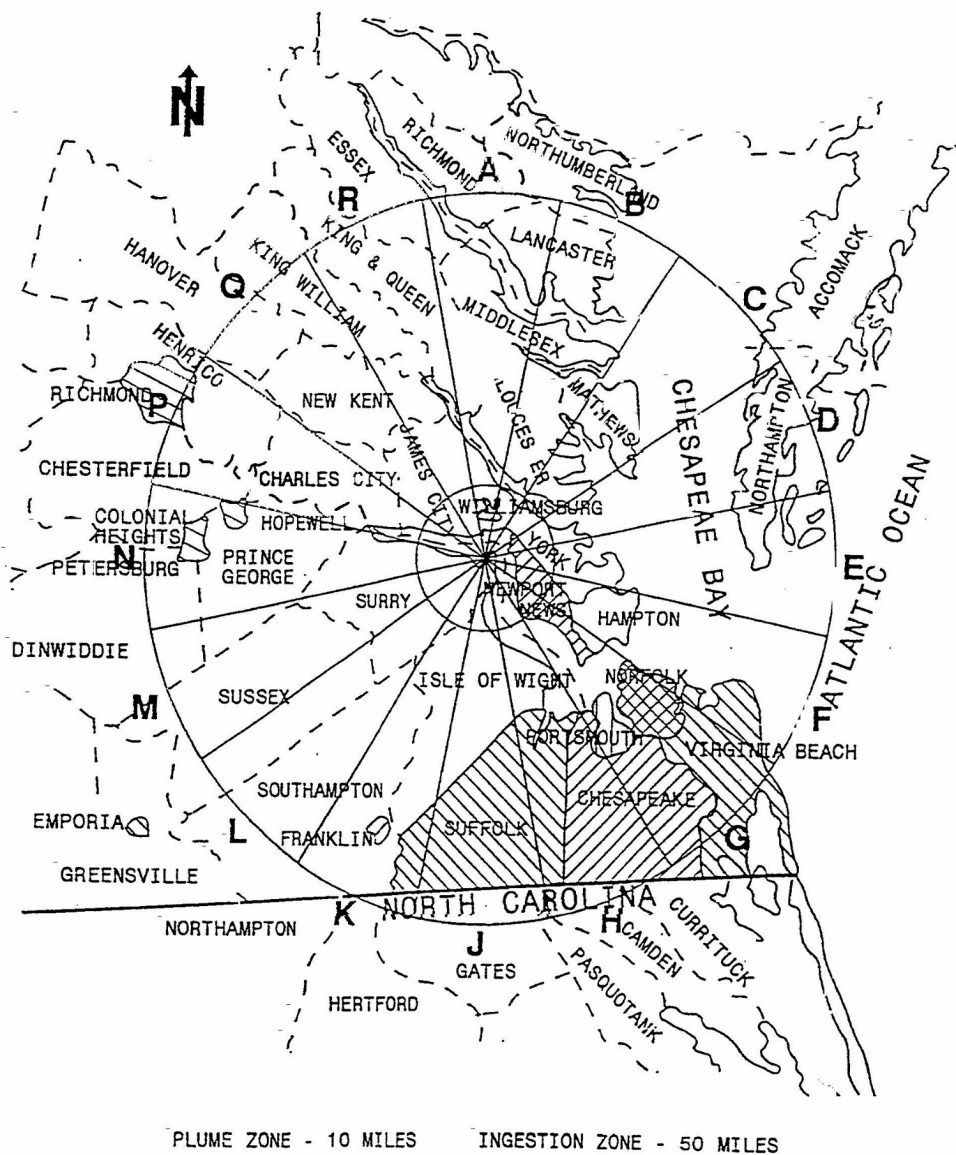 N
ESSEX
RICHMOND
NORTHUMBERLAND
A
B
R
LANCASTER
KING & QUEEN
KING WILLIAM
HANOVER
Q
C
ACCOMACK
MIDDLESEX
HENRICO
RICHMOND
P
NEW KENT
JAMES CITY
MATHEWS
CHESAPEAE BAY
NORTHAMPTON
D
CHESTERFIELD
CHARLES CITY
WILLIAMSBURG
HOPEWELL
COLONIAL
HEIGHTS
N
PETERSBURG
PRINCE
GEORGE
YORK
E
ATLANTIC OCEAN
SURRY
NEWPORT
NEWS
HAMPTON
DINWIDDIE
ISLE OF WIGHT
NORFOLK
SUSSEX
M
F
PORTSMOUTH
VIRGINIA BEACH
SOUTHAMPTON
CHESAPEAKE
EMPORIA
L
FRANKLIN
SUFFOLK
G
GREENSVILLE
K
NORTH CAROLINA
H
NORTHAMPTON
J
GATES
CAMDEN
CURRITUCK
HERTFORD
PASQUOTANK
PLUME ZONE - 10 MILES INGESTION ZONE - 50 MILES